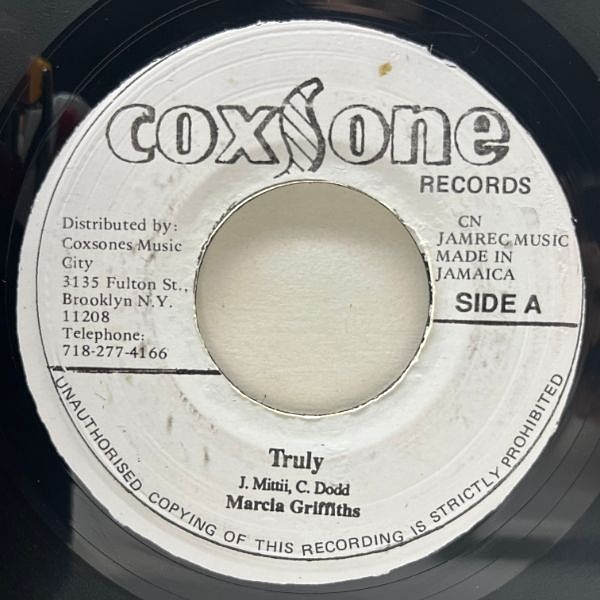 coxsone
RECORDS
Distributed by:
Coxsones Music
City
3135 Fulton St.,
Brooklyn N.Y.
11208
Telephone:
718-277-4166
CN
JAMREC MUSIC
MADE IN
JAMAICA
SIDE A
Truly
J. Mittii, C. Dodd
Marcia Griffiths
UNAUTHORISED COPYING OF THIS RECORDING IS STRICTLY PROHIBITED